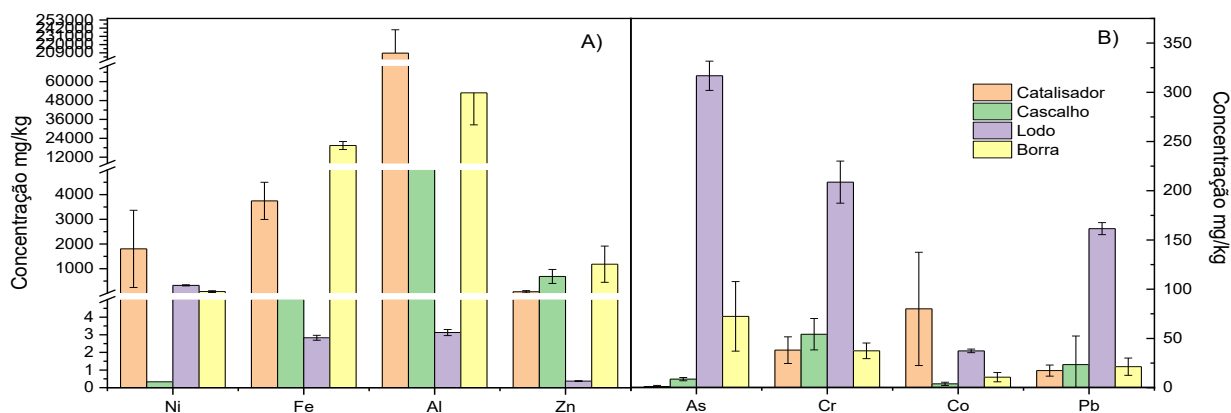 Concentração mg/kg
253000
242000
231000
220000
209000
60000
48000
36000
24000
12000
4000
3000
2000
1000
4
3
2
1
0
A)
Ni Fe Al Zn
B)
Catalisador
Cascalho
Lodo
Borra
As Cr Co Pb
350
300
250
200
150
100
50
0
Concentração mg/kg